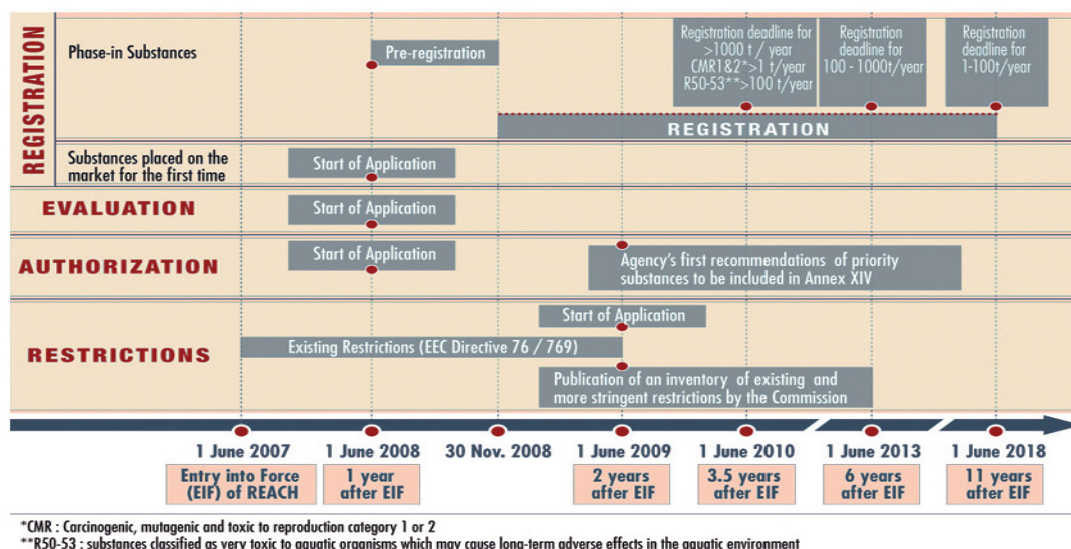 REGISTRATION
Phase-in Substances
Pre-registration
Registration deadline for
>1000 t / year
CMR1&2*>1 t/year
R50-53**>100 t/year
Registration
deadline for
100 - 1000t/year
Registration
deadline for
1-100t/year
REGISTRATION
Substances placed on the
market for the first time
Start of Application
EVALUATION
Start of Application
AUTHORIZATION
Start of Application
Agency's first recommendations of priority
substances to be included in Annex XIV
RESTRICTIONS
Start of Application
Existing Restrictions (EEC Directive 76 / 769)
Publication of an inventory of existing and
more stringent restrictions by the Commission
1 June 2007
1 June 2008
30 Nov. 2008
1 June 2009
1 June 2010
1 June 2013
1 June 2018
Entry into Force
(EIF) of REACH
1 year
after EIF
2 years
after EIF
3.5 years
after EIF
6 years
after EIF
11 years
after EIF
*CMR : Carcinogenic, mutagenic and toxic to reproduction category 1 or 2
**R50-53 : substances classified as very toxic to aquatic organisms which may cause long-term adverse effects in the aquatic environment